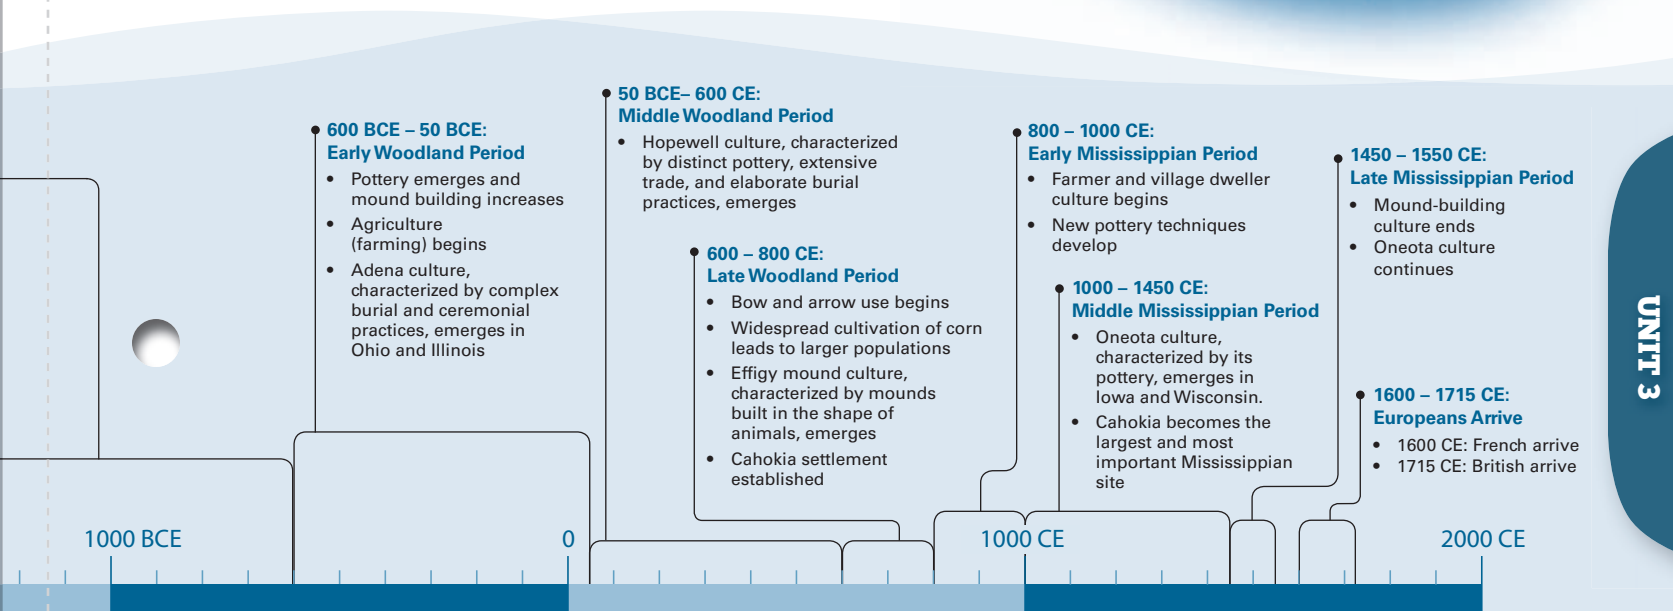 600 BCE – 50 BCE:
Early Woodland Period
• Pottery emerges and
mound building increases
• Agriculture
(farming) begins
• Adena culture,
characterized by complex
burial and ceremonial
practices, emerges in
Ohio and Illinois
50 BCE– 600 CE:
Middle Woodland Period
• Hopewell culture, characterized
by distinct pottery, extensive
trade, and elaborate burial
practices, emerges
600 – 800 CE:
Late Woodland Period
• Bow and arrow use begins
• Widespread cultivation of corn
leads to larger populations
• Effigy mound culture,
characterized by mounds
built in the shape of
animals, emerges
• Cahokia settlement
established
800 – 1000 CE:
Early Mississippian Period
• Farmer and village dweller
culture begins
• New pottery techniques
develop
1000 – 1450 CE:
Middle Mississippian Period
• Oneota culture,
characterized by its
pottery, emerges in
Iowa and Wisconsin.
• Cahokia becomes the
largest and most
important Mississippian
site
1450 – 1550 CE:
Late Mississippian Period
• Mound-building
culture ends
• Oneota culture
continues
1600 – 1715 CE:
Europeans Arrive
• 1600 CE: French arrive
• 1715 CE: British arrive
1000 BCE
0
1000 CE
2000 CE
UNIT 3